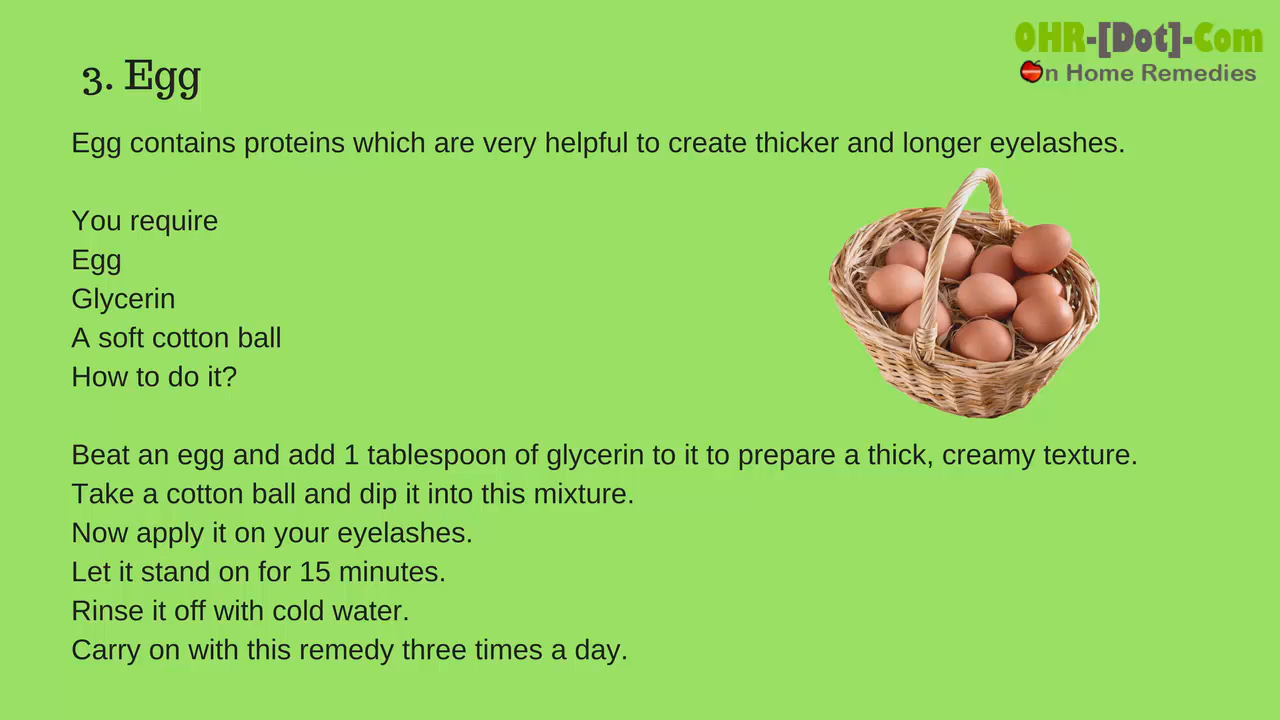 OHR-[Dot]-Com
On Home Remedies
3. Egg
Egg contains proteins which are very helpful to create thicker and longer eyelashes.
You require
Egg
Glycerin
A soft cotton ball
How to do it?
Beat an egg and add 1 tablespoon of glycerin to it to prepare a thick, creamy texture.
Take a cotton ball and dip it into this mixture.
Now apply it on your eyelashes.
Let it stand on for 15 minutes.
Rinse it off with cold water.
Carry on with this remedy three times a day.